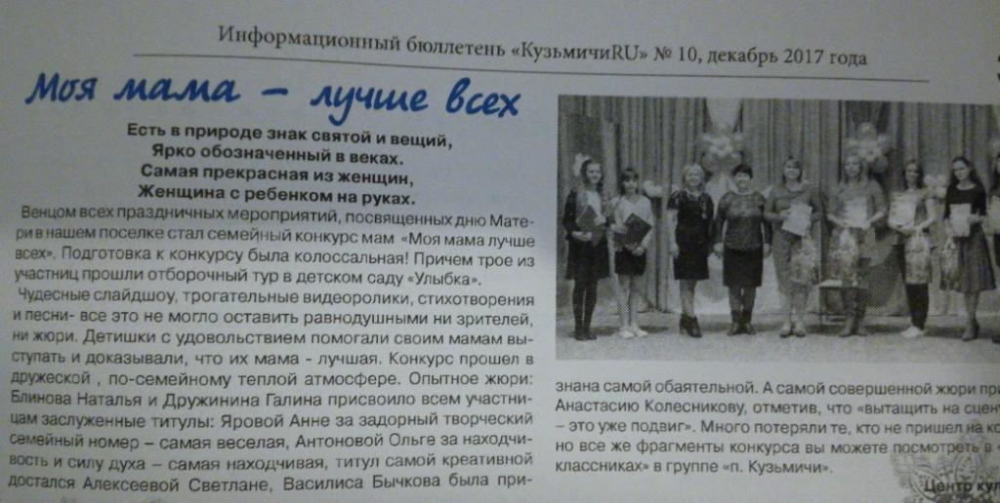 Информационный бюллетень «КузьмичиRU» № 10, декабрь 2017 года
Моя мама – лучше всех
Есть в природе знак святой и вещий,
Ярко обозначенный в веках.
Самая прекрасная из женщин,
Женщина с ребенком на руках.
Венцом всех праздничных мероприятий, посвященных дню Мате-
ри в нашем поселке стал семейный конкурс мам «Моя мама лучше
всех». Подготовка к конкурсу была колоссальная! Причем трое из
участниц прошли отборочный тур в детском саду «Улыбка».
Чудесные слайдшоу, трогательные видеоролики, стихотворения
и песни- все это не могло оставить равнодушными ни зрителей,
ни жюри. Детишки с удовольствием помогали своим мамам вы-
ступать и доказывали, что их мама - лучшая. Конкурс прошел в
дружеской , по-семейному теплой атмосфере. Опытное жюри:
Блинова Наталья и Дружинина Галина присвоило всем участни-
цам заслуженные титулы: Яровой Анне за задорный творческий
семейный номер – самая веселая, Антоновой Ольге за находчи-
вость и силу духа – самая находчивая, титул самой креативной
достался Алексеевой Светлане, Василиса Бычкова была при-
знана самой обаятельной. А самой совершенной жюри при
Анастасию Колесникову, отметив, что «вытащить на сцен
– это уже подвиг». Много потеряли те, кто не пришел на ко
но все же фрагменты конкурса вы можете посмотреть в «
классниках» в группе «п. Кузьмичи».
Центр кул